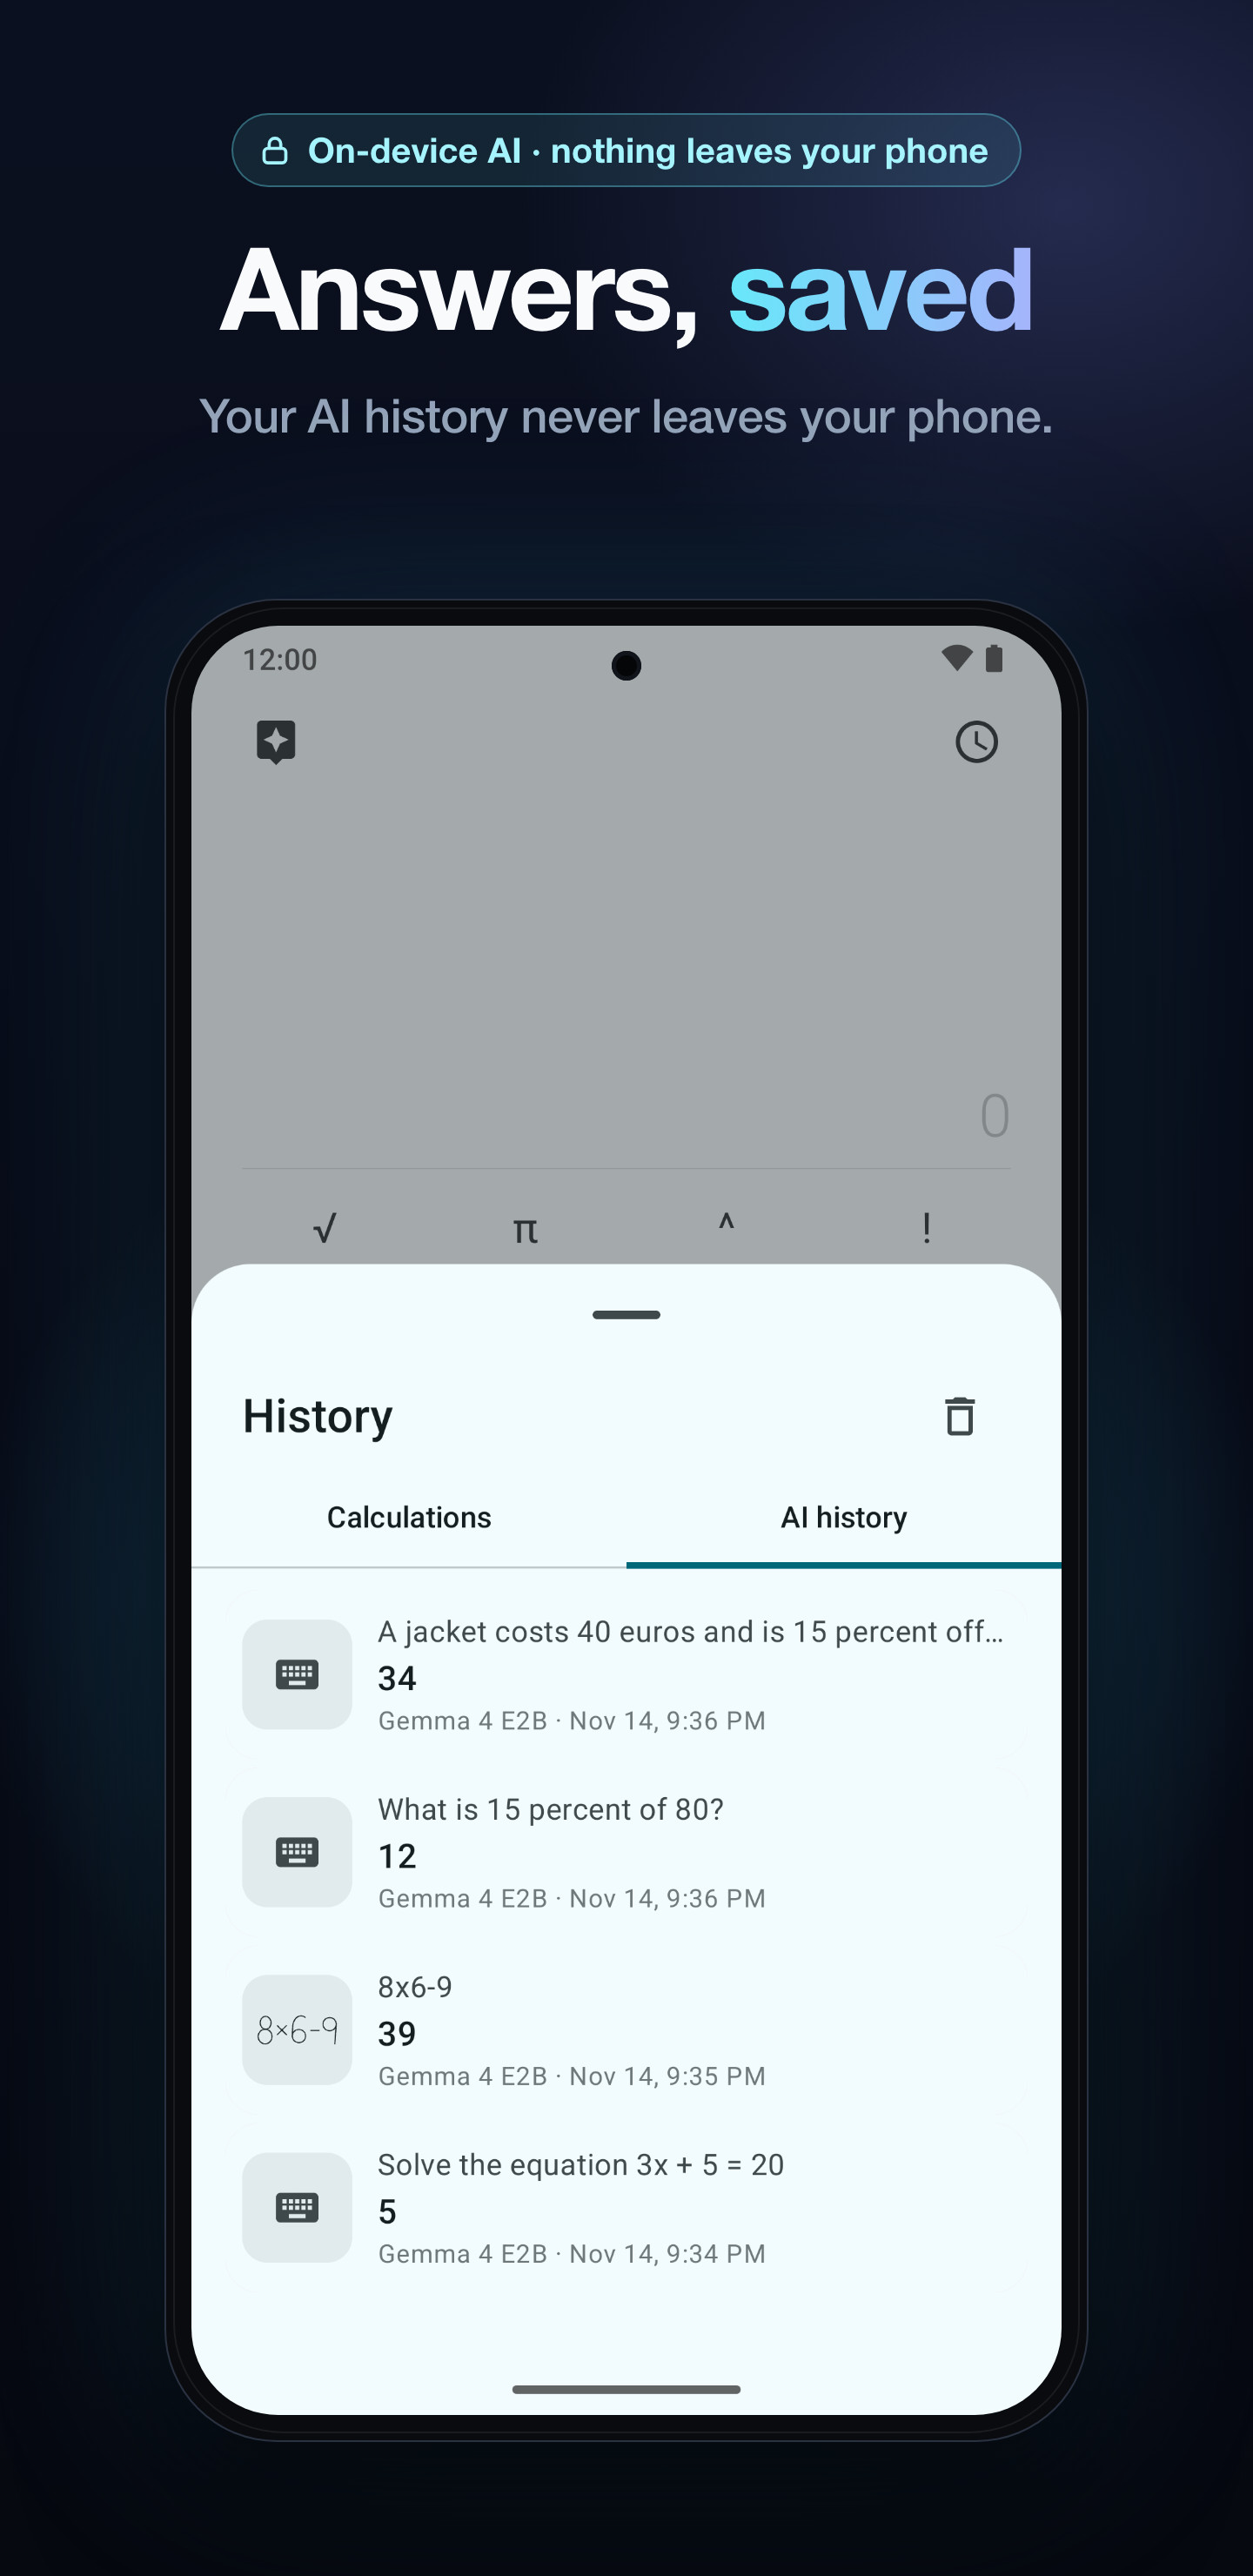 On-device AI · nothing leaves your phone
Answers, saved
Your AI history never leaves your phone.
12:00
0
√ π ^ !
History
Calculations AI history
A jacket costs 40 euros and is 15 percent off…
34
Gemma 4 E2B · Nov 14, 9:36 PM
What is 15 percent of 80?
12
Gemma 4 E2B · Nov 14, 9:36 PM
8×6-9
8x6-9
39
Gemma 4 E2B · Nov 14, 9:35 PM
Solve the equation 3x + 5 = 20
5
Gemma 4 E2B · Nov 14, 9:34 PM